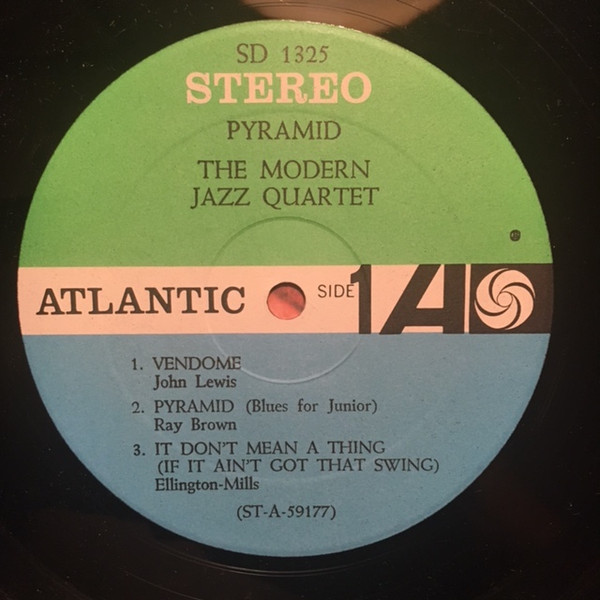 SD 1325
STEREO
PYRAMID
THE MODERN
JAZZ QUARTET
ATLANTIC SIDE 1 A
1. VENDOME
John Lewis
2. PYRAMID (Blues for Junior)
Ray Brown
3. IT DON'T MEAN A THING
(IF IT AIN'T GOT THAT SWING)
Ellington-Mills
(ST-A-59177)